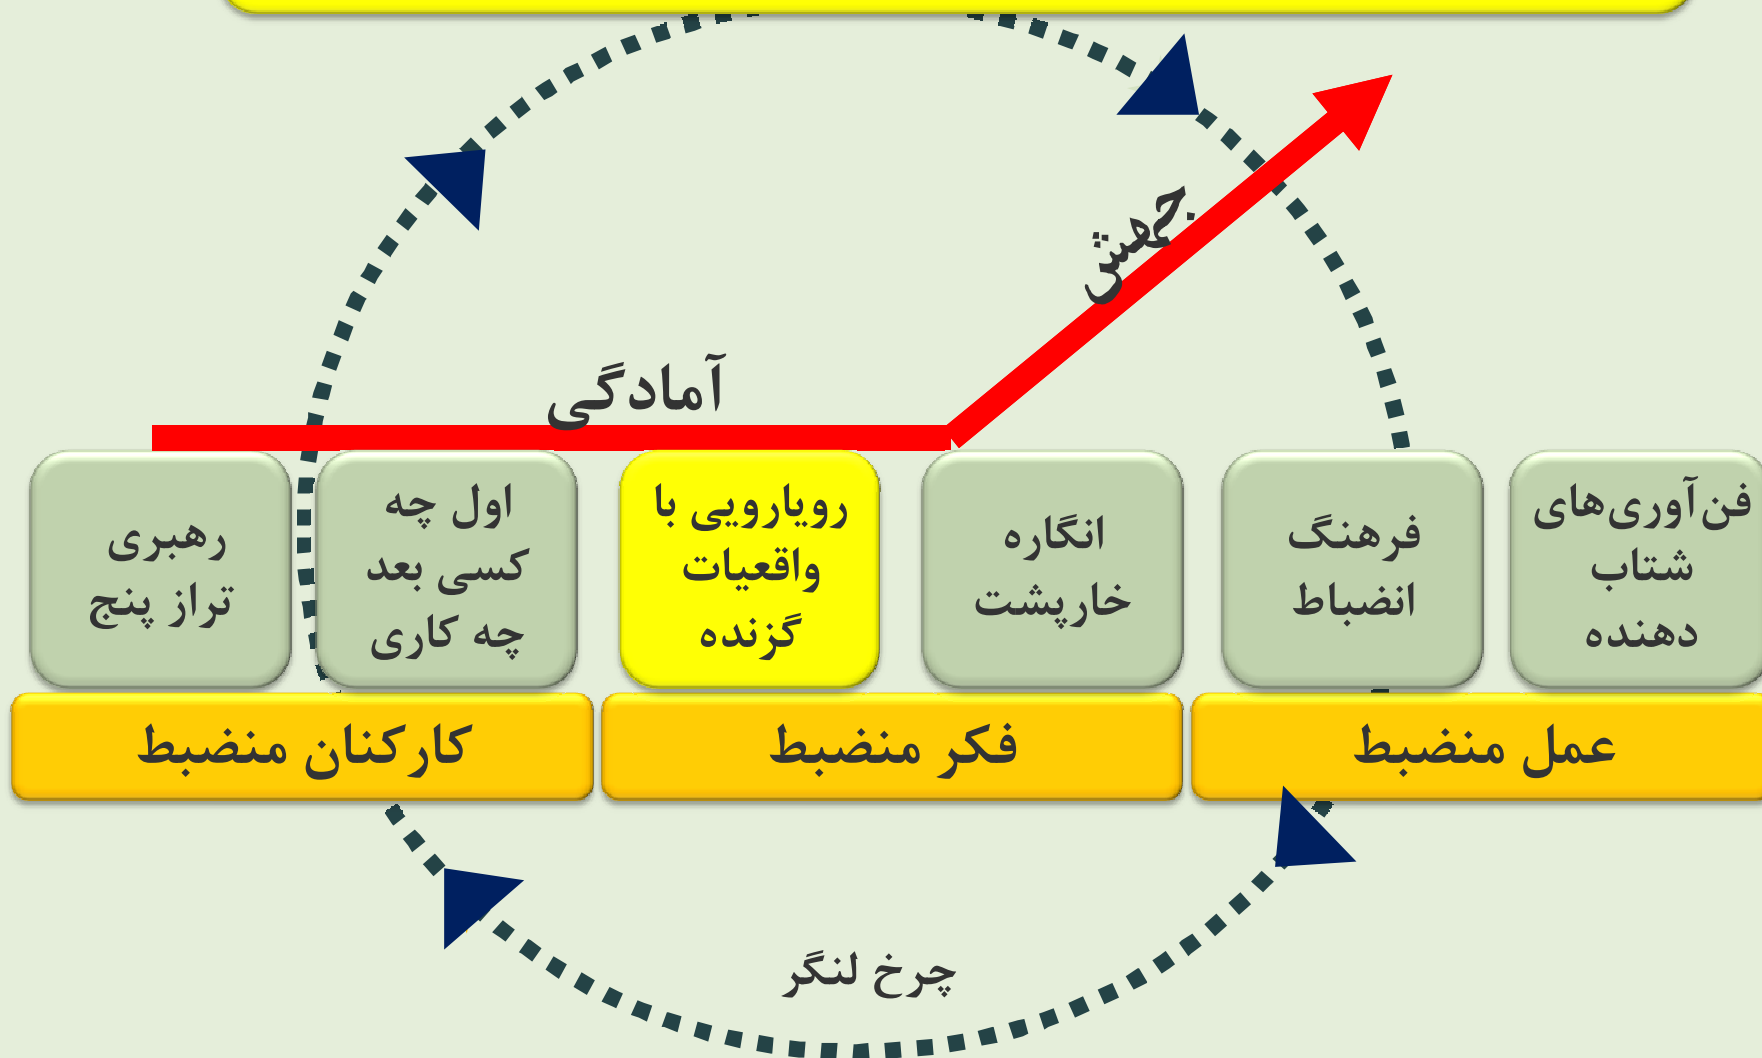 جهش
آمادگی
رهبری
تراز پنج
اول چه
کسی بعد
چه کاری
رویارویی با
واقعیات
گزنده
انگاره
خارپشت
فرهنگ
انضباط
فن‌آوری‌های
شتاب
دهنده
کارکنان منضبط
فکر منضبط
عمل منضبط
چرخ لنگر